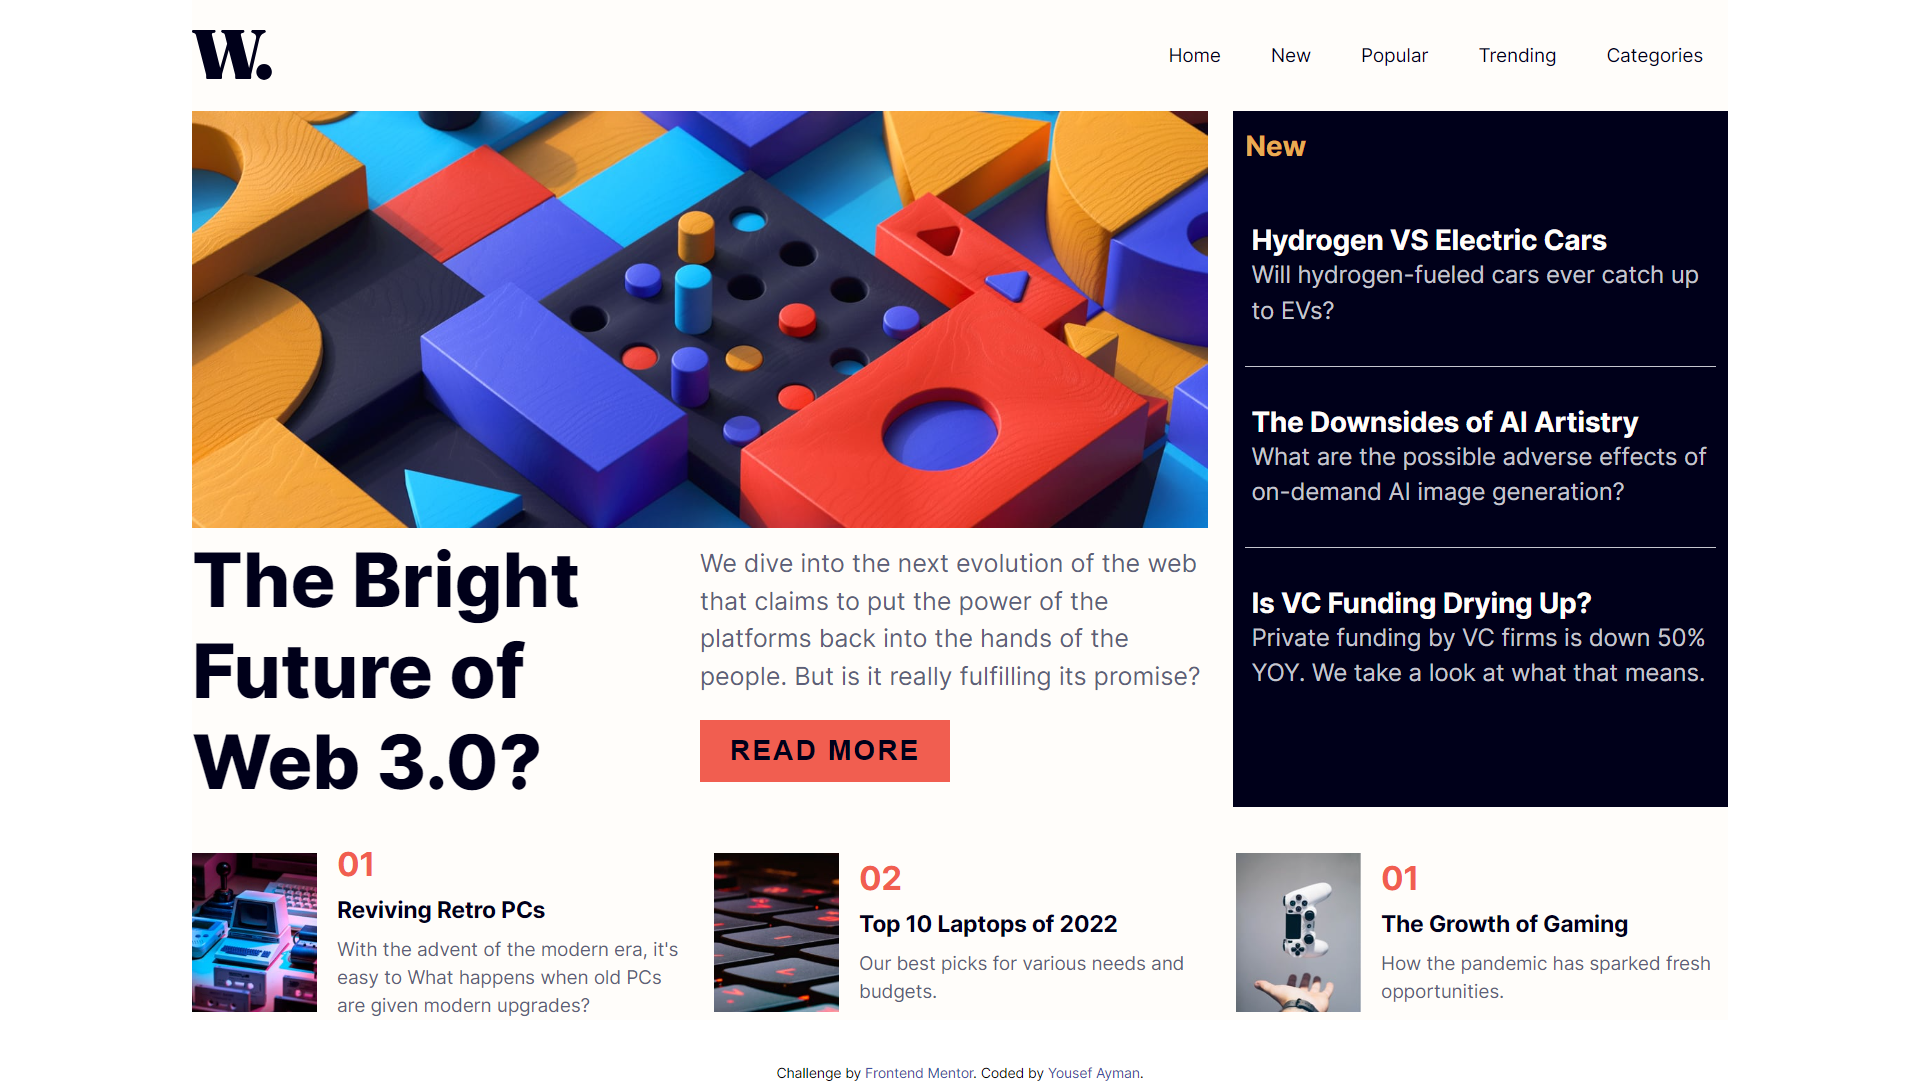 W.
Home New Popular Trending Categories
New
Hydrogen VS Electric Cars
Will hydrogen-fueled cars ever catch up
to EVs?
The Downsides of AI Artistry
What are the possible adverse effects of
on-demand AI image generation?
Is VC Funding Drying Up?
Private funding by VC firms is down 50%
YOY. We take a look at what that means.
The Bright
Future of
Web 3.0?
We dive into the next evolution of the web
that claims to put the power of the
platforms back into the hands of the
people. But is it really fulfilling its promise?
READ MORE
01
Reviving Retro PCs
With the advent of the modern era, it's
easy to What happens when old PCs
are given modern upgrades?
02
Top 10 Laptops of 2022
Our best picks for various needs and
budgets.
01
The Growth of Gaming
How the pandemic has sparked fresh
opportunities.
Challenge by Frontend Mentor. Coded by Yousef Ayman.